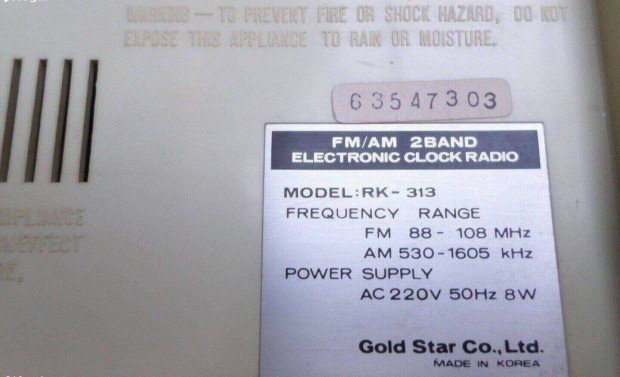 WARNING — TO PREVENT FIRE OR SHOCK HAZARD, DO NOT
EXPOSE THIS APPLIANCE TO RAIN OR MOISTURE.
63547303
FM/AM 2BAND
ELECTRONIC CLOCK RADIO
MODEL:RK-313
FREQUENCY RANGE
FM 88 - 108 MHz
AM 530-1605 kHz
POWER SUPPLY
AC 220V 50Hz 8W
Gold Star Co., Ltd.
MADE IN KOREA